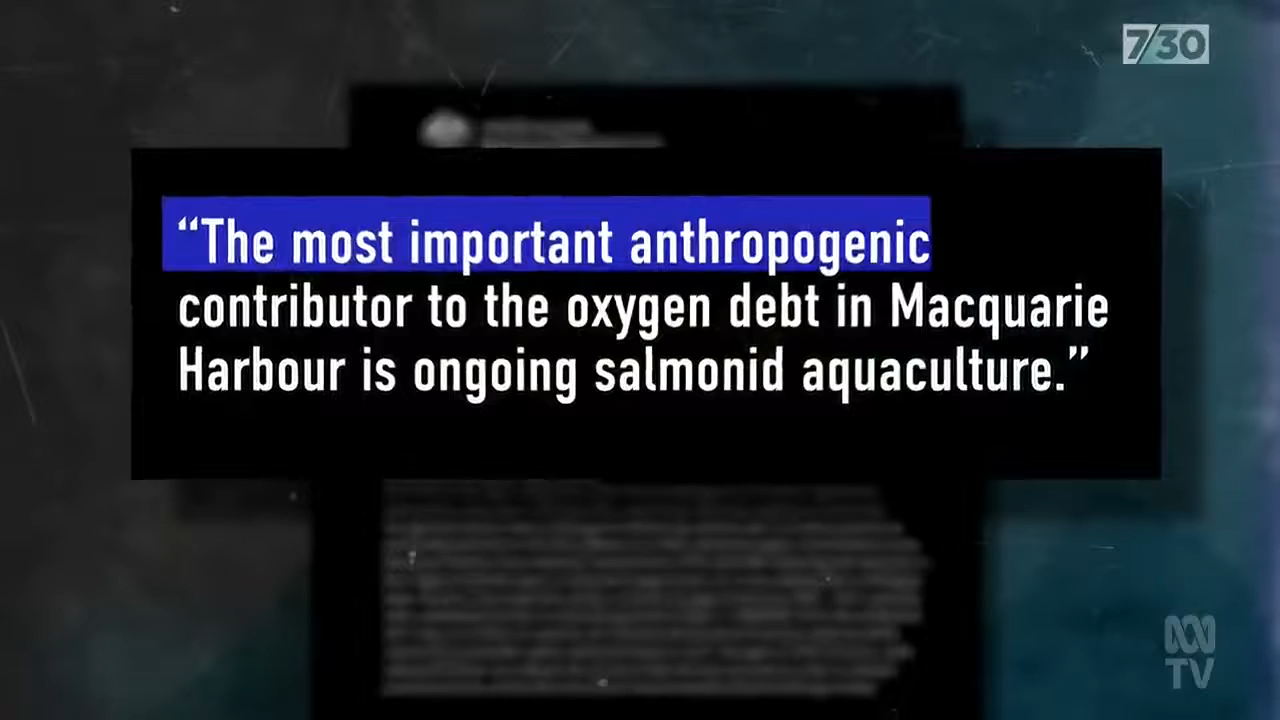 7/30
“The most important anthropogenic
contributor to the oxygen debt in Macquarie
Harbour is ongoing salmonid aquaculture.”
TV